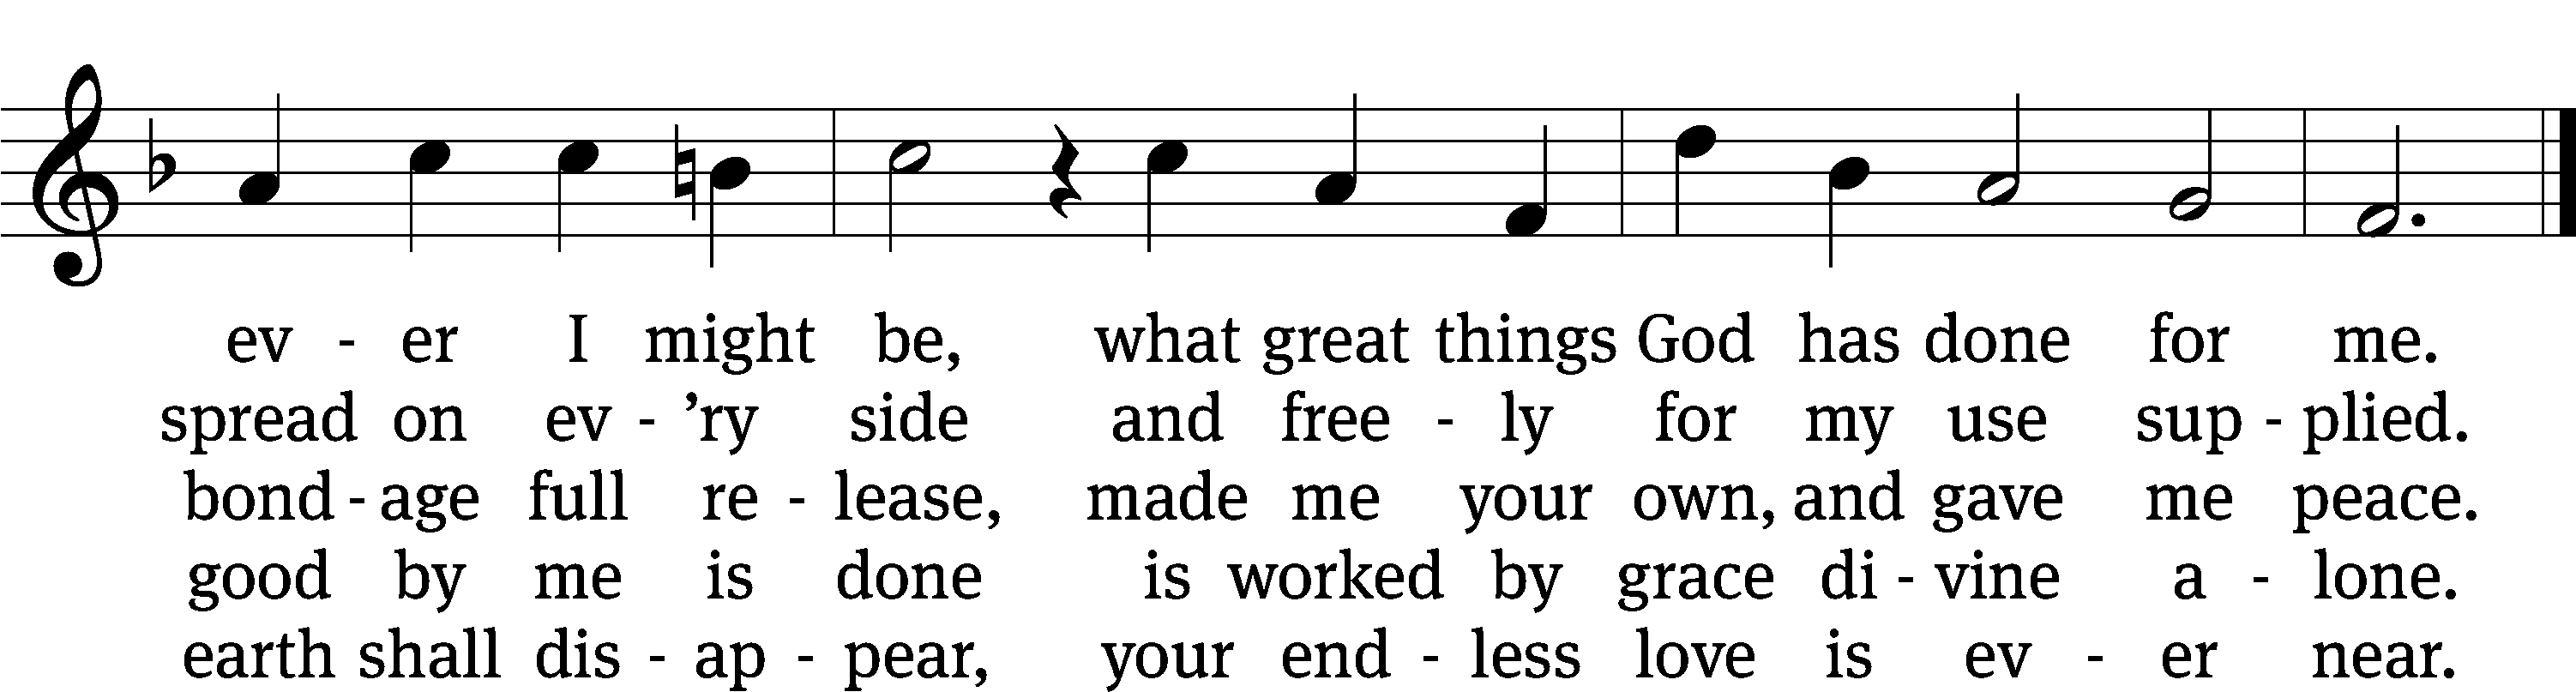 ev - er I might be, what great things God has done for me.
spread on ev - ’ry side and free - ly for my use sup - plied.
bond - age full re - lease, made me your own, and gave me peace.
good by me is done is worked by grace di - vine a - lone.
earth shall dis - ap - pear, your end - less love is ev - er near.